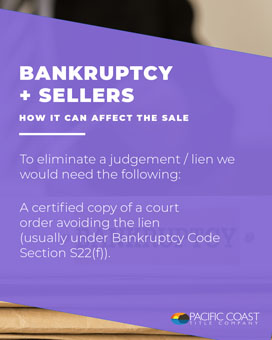 BANKRUPTCY
+ SELLERS
HOW IT CAN AFFECT THE SALE
To eliminate a judgement / lien we
would need the following:
A certified copy of a court
order avoiding the lien
(usually under Bankruptcy Code
Section S22(f)).
BANKRUPTCY
PACIFIC COAST
TITLE COMPANY